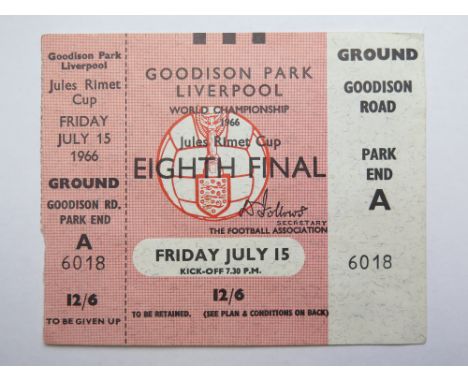 Goodison Park
Liverpool
Jules Rimet
Cup
FRIDAY
JULY 15
1966
GROUND
GOODISON RD.
PARK END
A
6018
12/6
TO BE GIVEN UP
GOODISON PARK
LIVERPOOL
WORLD CHAMPIONSHIP
1966
Jules Rimet Cup
EIGHTH FINAL
D Follows
SECRETARY
THE FOOTBALL ASSOCIATION
FRIDAY JULY 15
KICK-OFF 7.30 P.M.
12/6
TO BE RETAINED. (SEE PLAN & CONDITIONS ON BACK)
GROUND
GOODISON
ROAD
PARK
END
A
6018